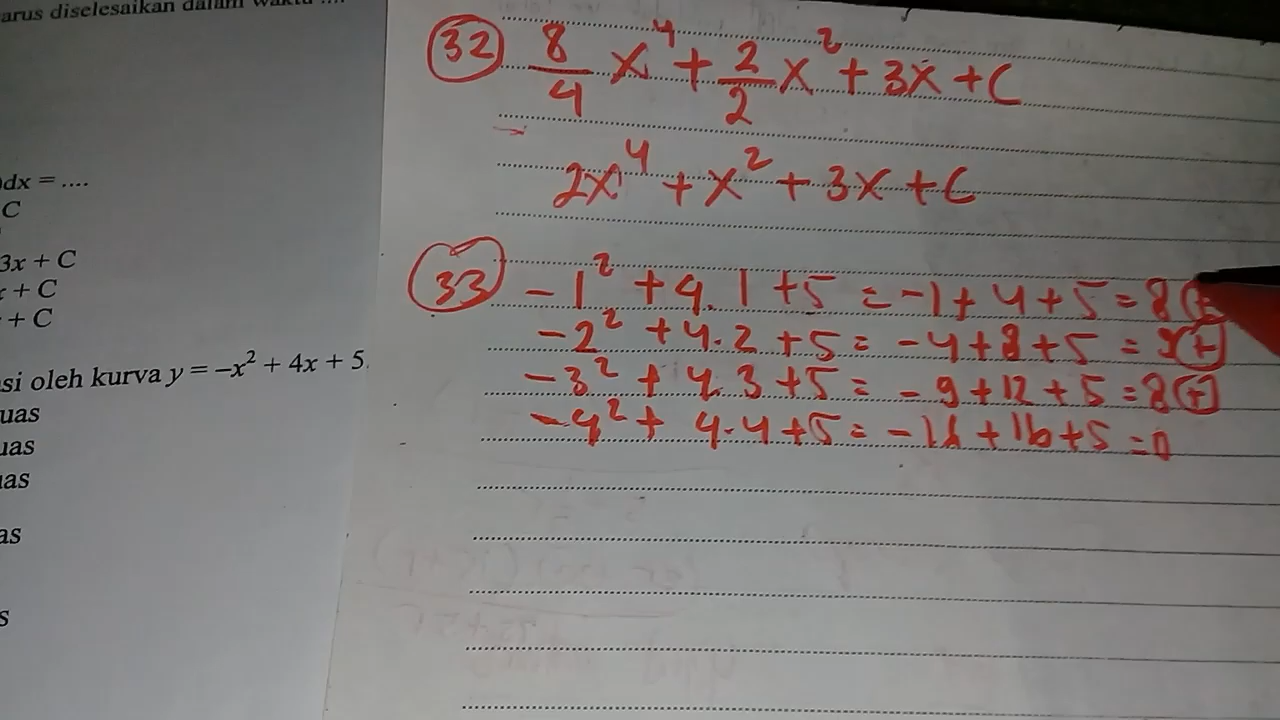 arus diselesaikan dalam waktu ....
)dx = ....
C
3x + C
+ C
+ C
si oleh kurva y = –x² + 4x + 5.
uas
uas
as
as
s
32 8/4 x⁴ + 2/2 x² + 3x + C
2x⁴ + x² + 3x + C
33 -1² + 4.1 + 5 = -1 + 4 + 5 = 8
-2² + 4.2 + 5 = -4 + 8 + 5 = 9 (+)
-3² + 4.3 + 5 = -9 + 12 + 5 = 8 (+)
-4² + 4.4 + 5 = -16 + 16 + 5 =